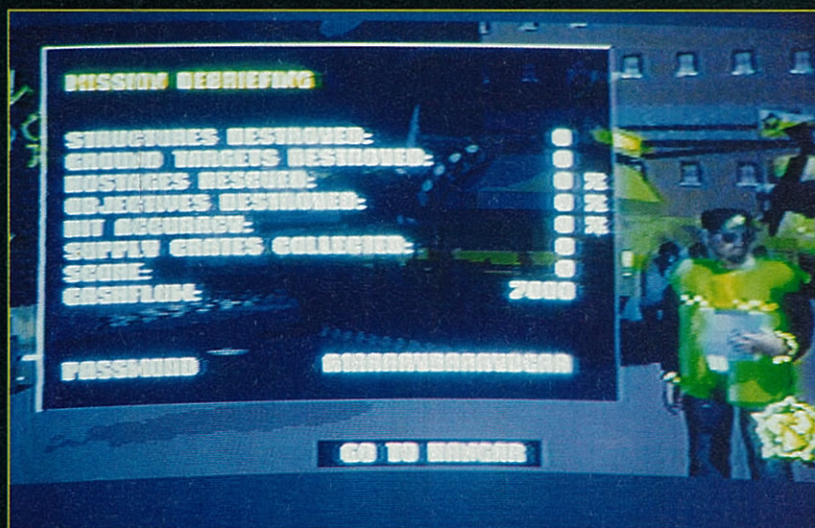 MISSION DEBRIEFING
STRUCTURES DESTROYED: 0
GROUND TARGETS DESTROYED: 0
HOSTAGES RESCUED: 0 %
OBJECTIVES DESTROYED: 0 %
HIT ACCURACY: 0 %
SUPPLY CRATES COLLECTED: 0
SCORE: 0
CASHFLOW: 2000
PASSWORD
GO TO HANGAR